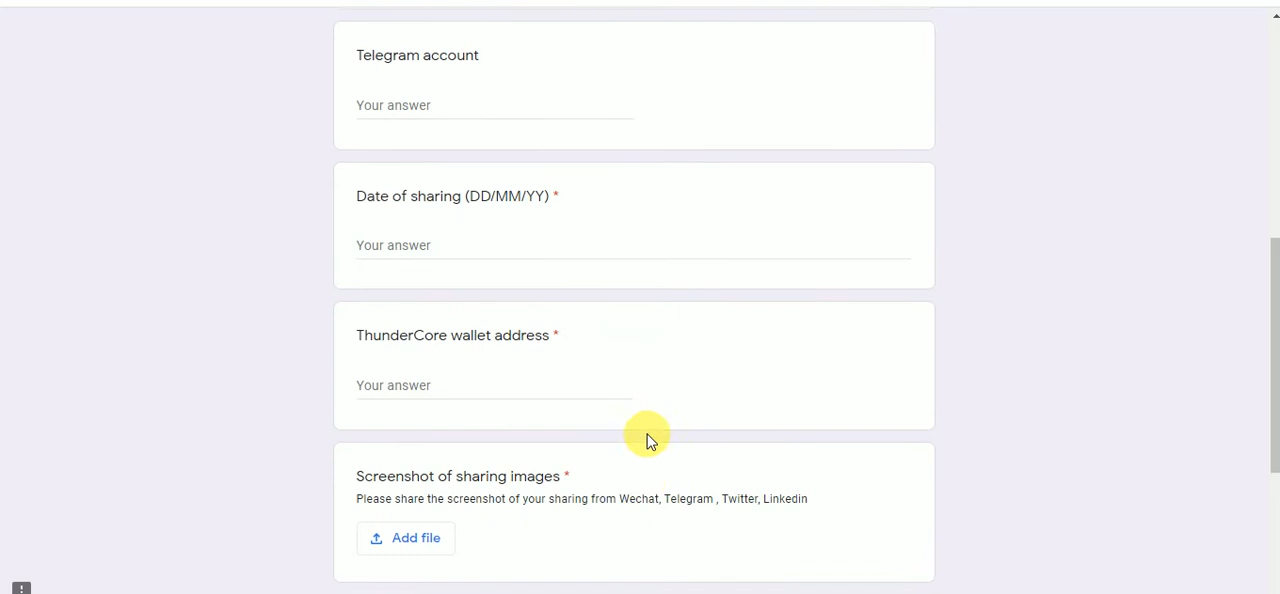 Telegram account
Your answer
Date of sharing (DD/MM/YY) *
Your answer
ThunderCore wallet address *
Your answer
Screenshot of sharing images *
Please share the screenshot of your sharing from Wechat, Telegram , Twitter, Linkedin
Add file
!